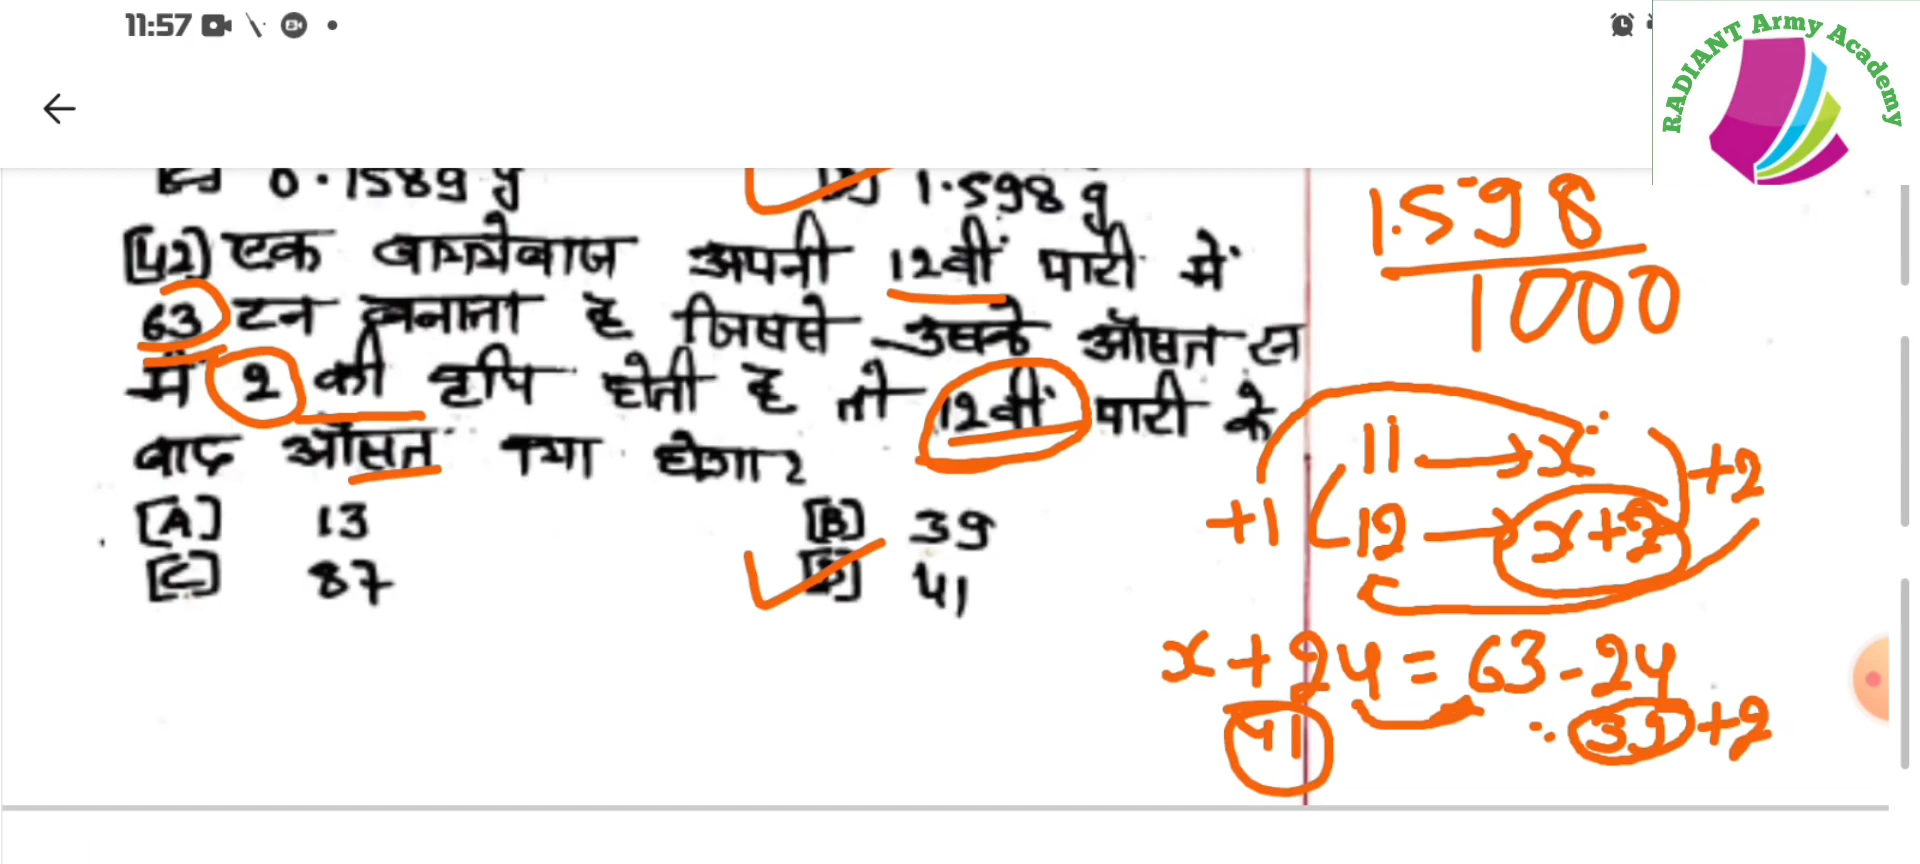 11:57
RADIANT Army Academy
0.1589 g [D] 1.598 g
[42] एक बल्लेबाज अपनी 12वीं पारी में
63 रन बनाता है जिससे उसके औसत रन
में 2 की वृद्धि होती है तो 12वीं पारी के
बाद औसत क्या होगा?
[A] 13 [B] 39
[C] 87 [D] 41
1.598
1000
11 → x
+2
+1
12 → x+2
x+24 = 63-24
41
39+2